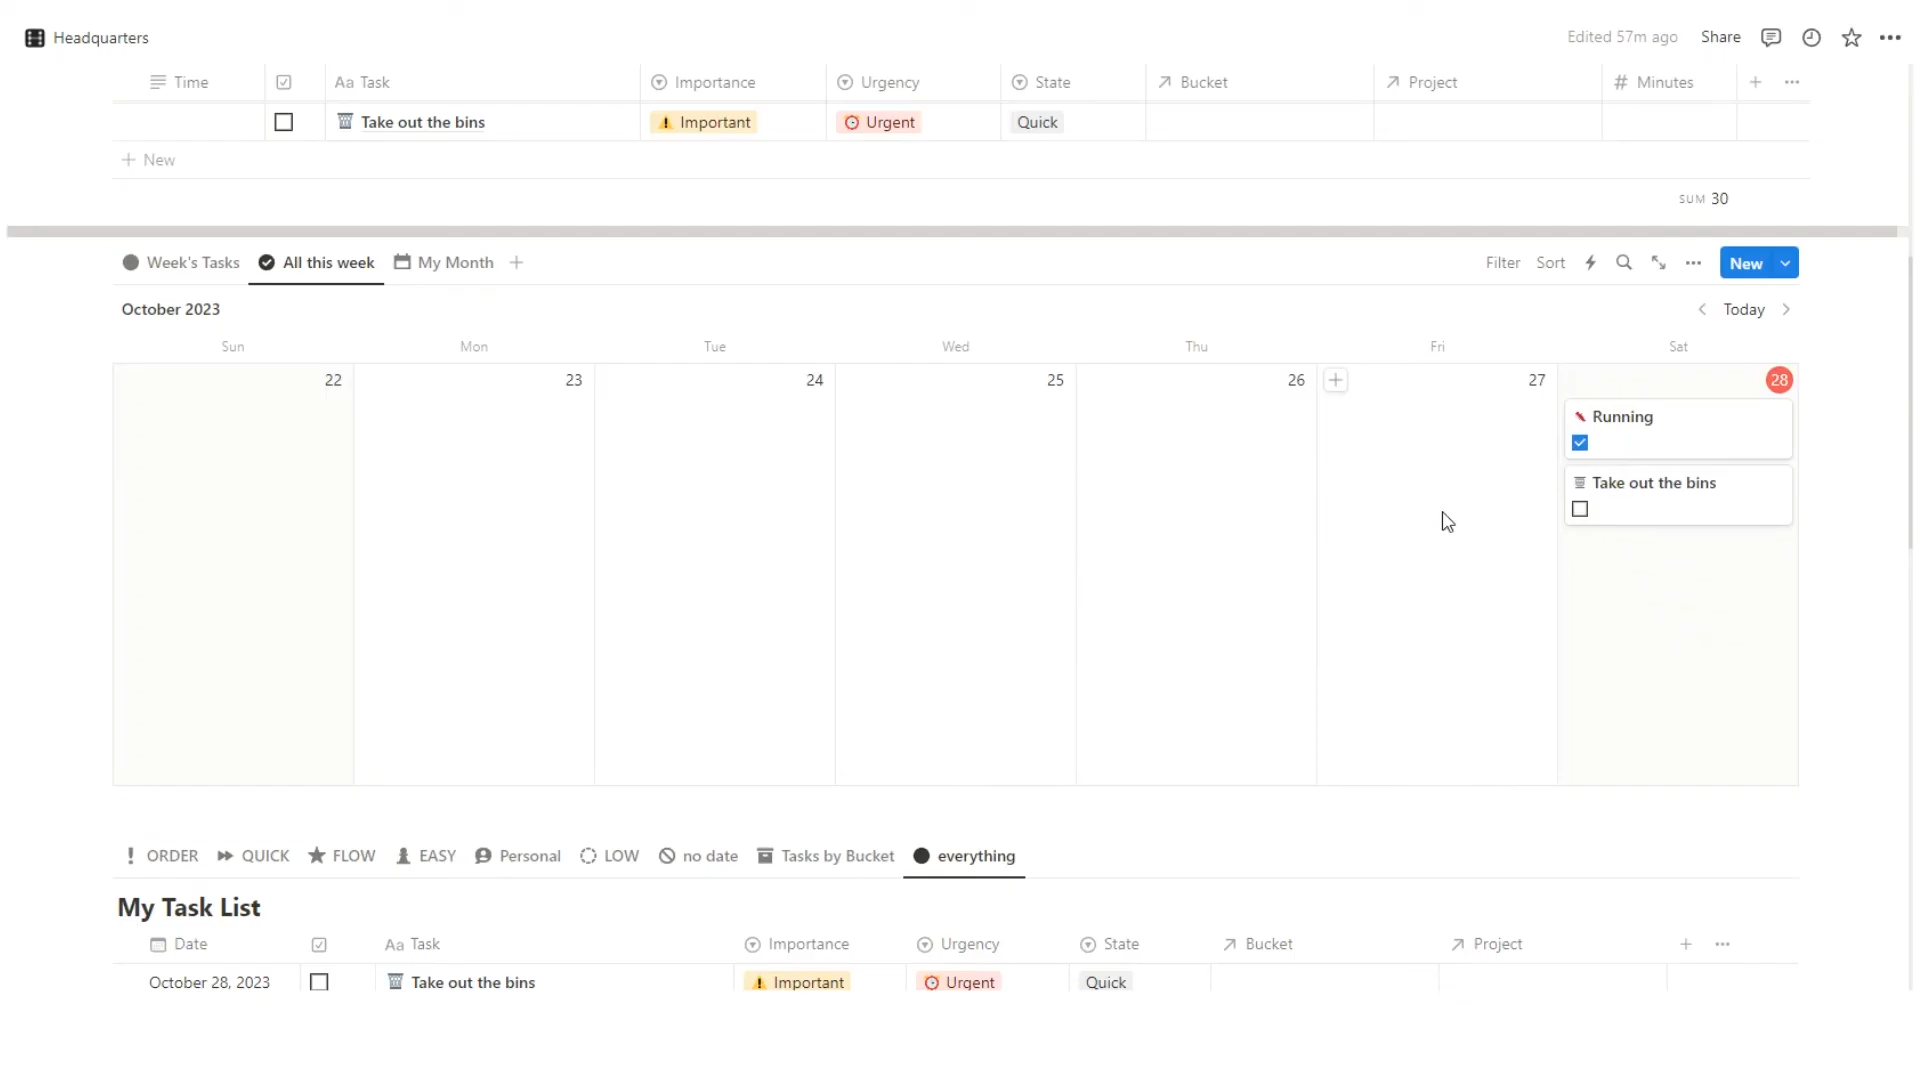 Headquarters
Edited 57m ago Share
Time Aa Task Importance Urgency State Bucket Project # Minutes
Take out the bins Important Urgent Quick
New
SUM 30
Week's Tasks All this week My Month
Filter Sort New
October 2023
Today
Sun Mon Tue Wed Thu Fri Sat
22 23 24 25 26 27 28
Running
Take out the bins
ORDER QUICK FLOW EASY Personal LOW no date Tasks by Bucket everything
My Task List
Date Aa Task Importance Urgency State Bucket Project
October 28, 2023 Take out the bins Important Urgent Quick